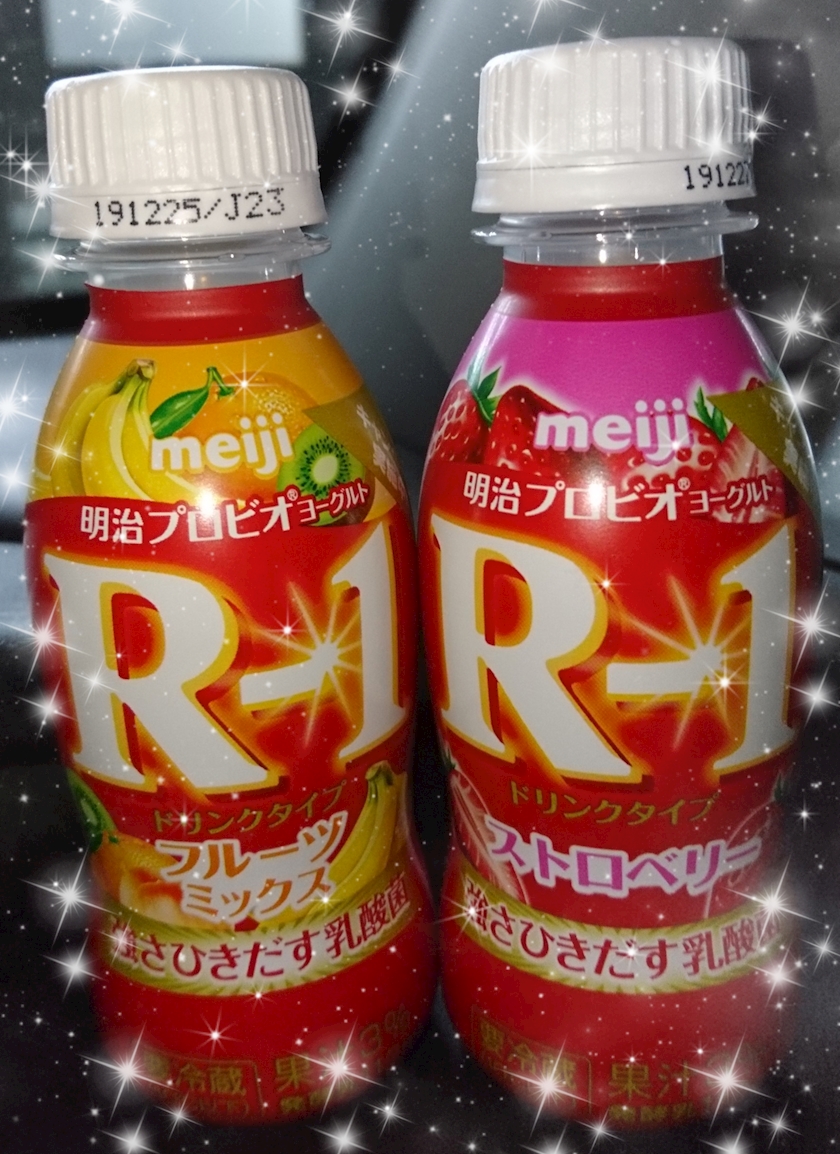 191225/J23
meiji
明治プロビオ®ヨーグルト
R-1
ドリンクタイプ
フルーツ
ミックス
強さひきだす乳酸菌
要冷蔵
果汁3%
19122
meiji
明治プロビオ®ヨーグルト
R-1
ドリンクタイプ
ストロベリー
強さひきだす乳酸菌
要冷蔵
果汁